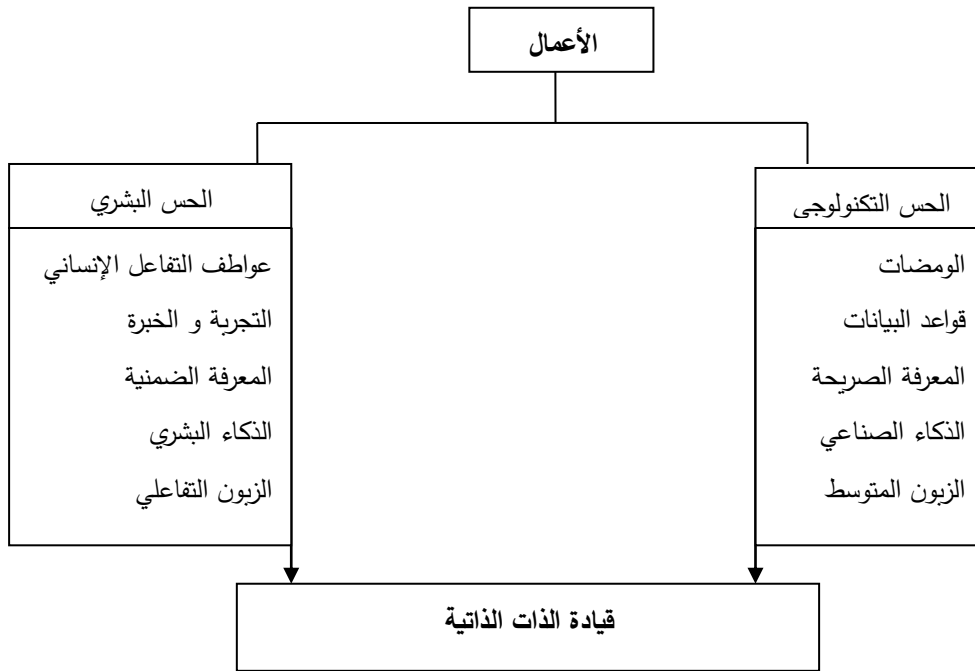 الأعمال
الحس التكنولوجي
الومضات
قواعد البيانات
المعرفة الصريحة
الذكاء الصناعي
الزبون المتوسط
الحس البشري
عواطف التفاعل الإنساني
التجربة و الخبرة
المعرفة الضمنية
الذكاء البشري
الزبون التفاعلي
قيادة الذات الذاتية